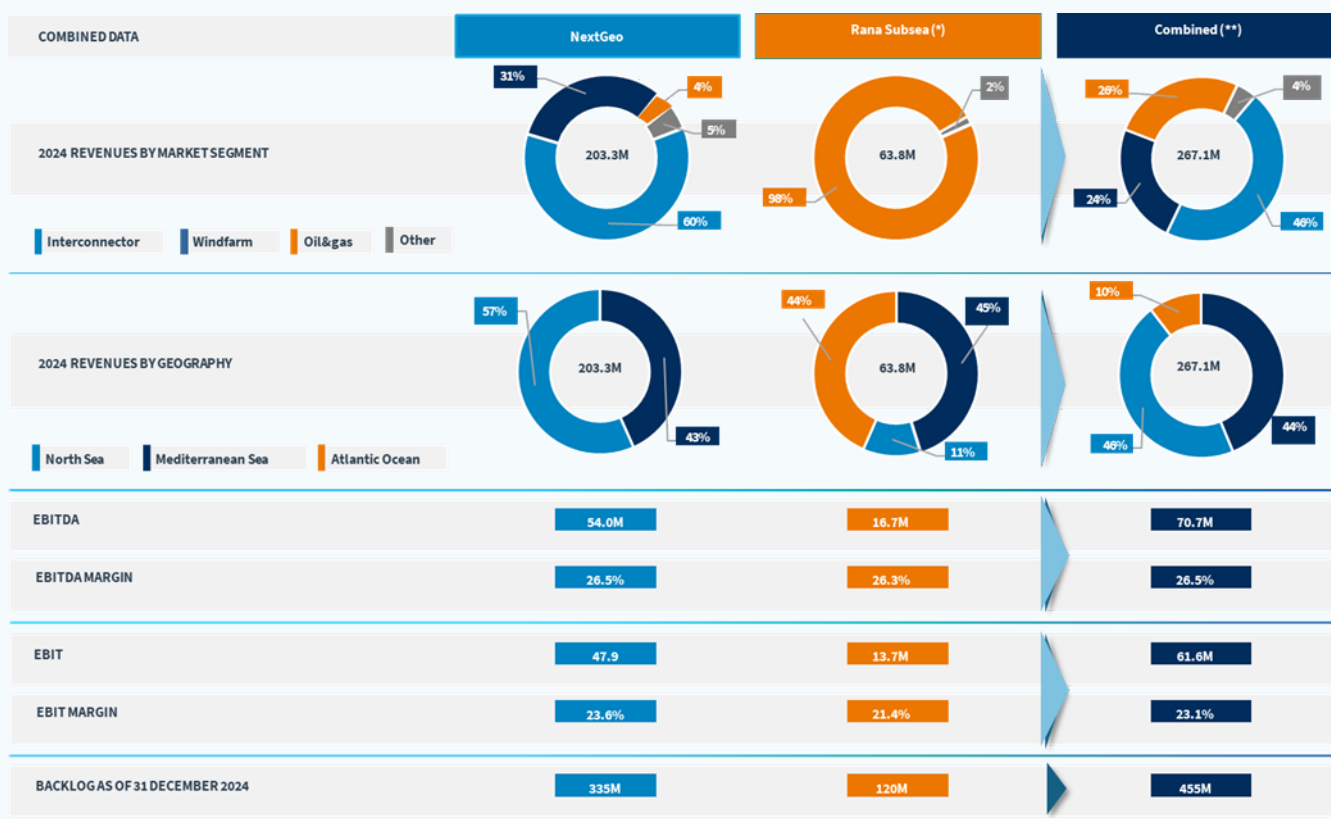 COMBINED DATA
NextGeo
Rana Subsea (*)
Combined (**)
31%
4%
5%
203.3M
60%
2%
63.8M
98%
26%
4%
267.1M
24%
46%
2024 REVENUES BY MARKET SEGMENT
Interconnector
Windfarm
Oil&gas
Other
57%
203.3M
43%
44%
45%
63.8M
11%
10%
267.1M
46%
44%
2024 REVENUES BY GEOGRAPHY
North Sea
Mediterranean Sea
Atlantic Ocean
EBITDA
54.0M
16.7M
70.7M
EBITDA MARGIN
26.5%
26.3%
26.5%
EBIT
47.9
13.7M
61.6M
EBIT MARGIN
23.6%
21.4%
23.1%
BACKLOG AS OF 31 DECEMBER 2024
335M
120M
455M